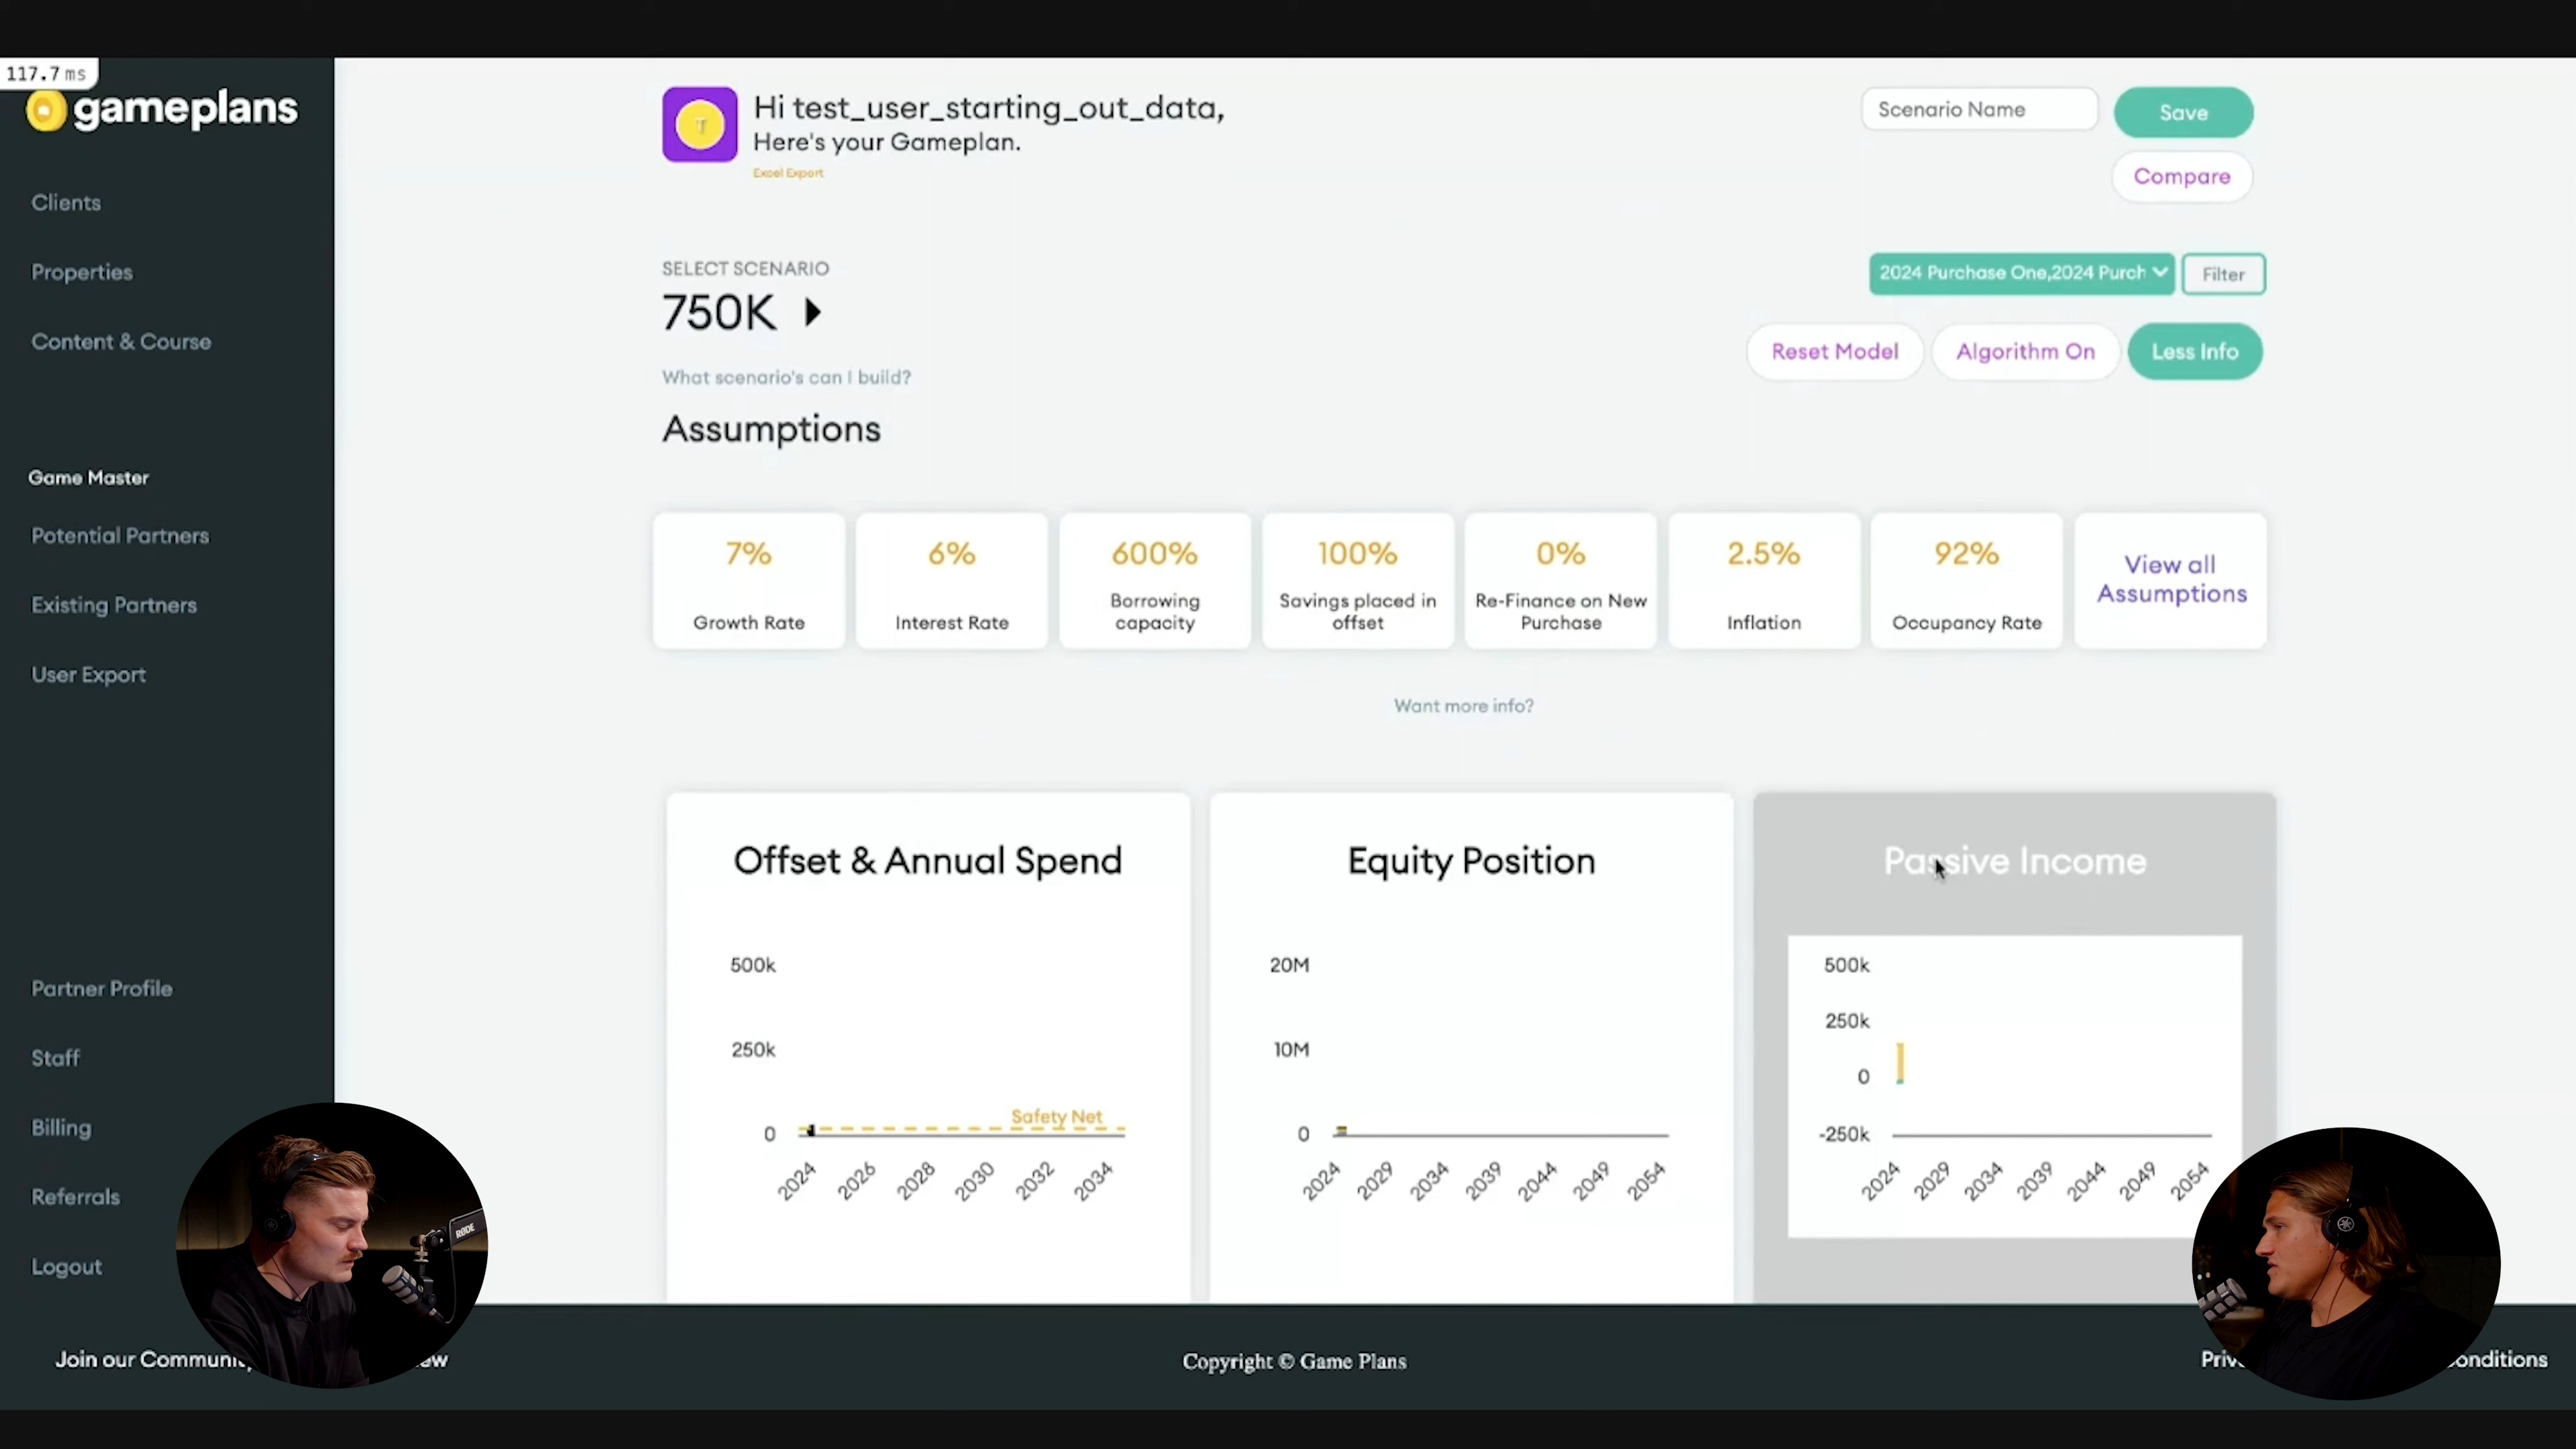 117.7 ms
gameplans
Clients
Properties
Content & Course
Game Master
Potential Partners
Existing Partners
User Export
Partner Profile
Staff
Billing
Referrals
Logout
T
Hi test_user_starting_out_data,
Here's your Gameplan.
Excel Export
Scenario Name
Save
Compare
SELECT SCENARIO
750K
What scenario's can I build?
2024 Purchase One,2024 Purch
Filter
Reset Model
Algorithm On
Less Info
Assumptions
7%
Growth Rate
6%
Interest Rate
600%
Borrowing
capacity
100%
Savings placed in
offset
0%
Re-Finance on New
Purchase
2.5%
Inflation
92%
Occupancy Rate
View all
Assumptions
Want more info?
Offset & Annual Spend
500k
250k
0
Safety Net
2024 2026 2028 2030 2032 2034
Equity Position
20M
10M
0
2024 2029 2034 2039 2044 2049 2054
Passive Income
500k
250k
0
-250k
2024 2029 2034 2039 2044 2049 2054
RØDE
Join our Communit
ew
Copyright © Game Plans
Priv
onditions